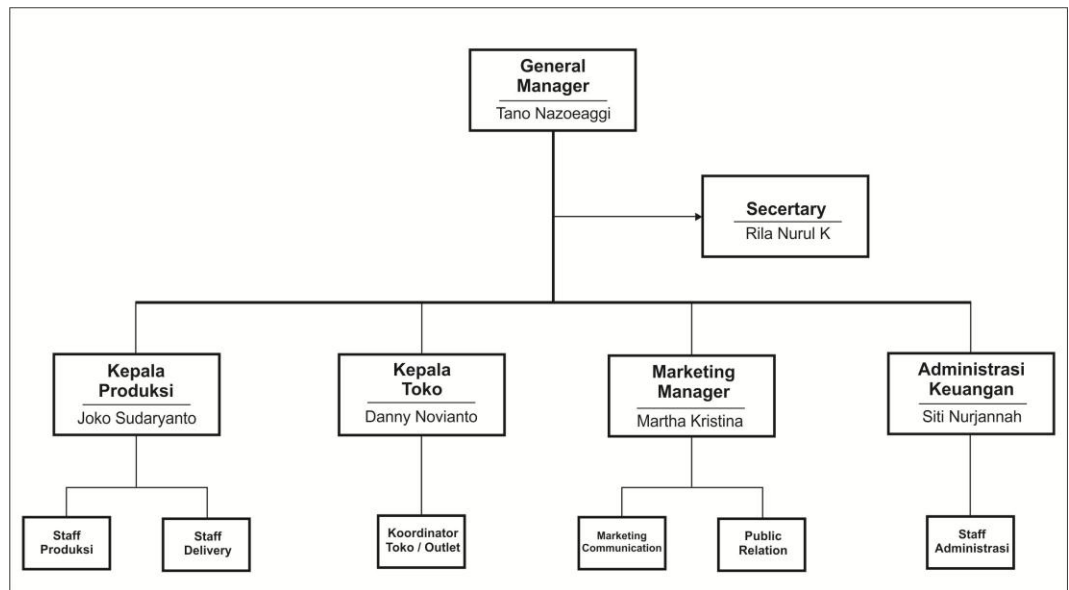 General
Manager
Tano Nazoeaggi
Secertary
Rila Nurul K
Kepala
Produksi
Joko Sudaryanto
Kepala
Toko
Danny Novianto
Marketing
Manager
Martha Kristina
Administrasi
Keuangan
Siti Nurjannah
Staff
Produksi
Staff
Delivery
Koordinator
Toko / Outlet
Marketing
Communication
Public
Relation
Staff
Administrasi